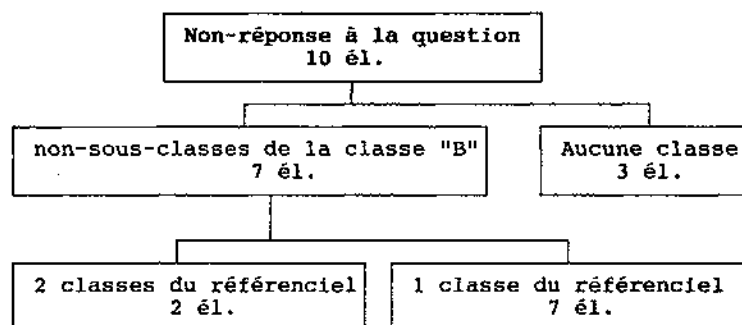 Non-réponse à la question
10 él.
non-sous-classes de la classe "B"
7 él.
Aucune classe
3 él.
2 classes du référenciel
2 él.
1 classe du référenciel
7 él.